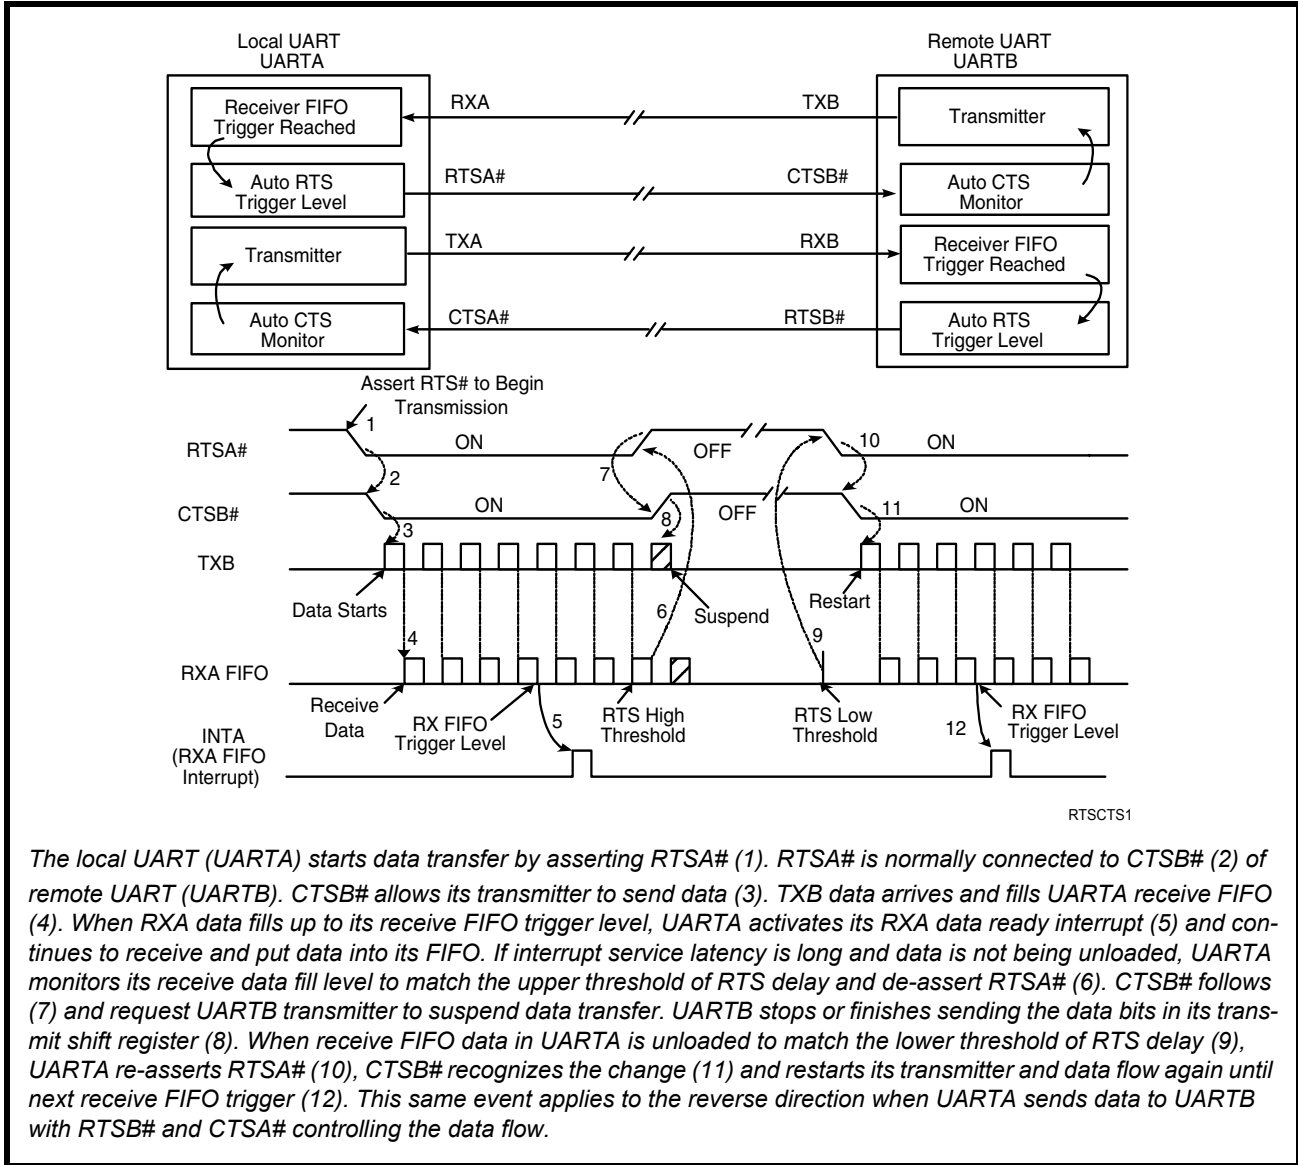 Local UART
UARTA
Remote UART
UARTB
Receiver FIFO
Trigger Reached
RXA
TXB
Transmitter
Auto RTS
Trigger Level
RTSA#
CTSB#
Auto CTS
Monitor
Transmitter
TXA
RXB
Receiver FIFO
Trigger Reached
Auto CTS
Monitor
CTSA#
RTSB#
Auto RTS
Trigger Level
Assert RTS# to Begin
Transmission
RTSA#
1
ON
OFF
10
ON
2
7
CTSB#
ON
OFF
11
ON
3
8
TXB
Data Starts
Suspend
Restart
4
6
9
RXA FIFO
Receive
Data
RX FIFO
Trigger Level
5
RTS High
Threshold
RTS Low
Threshold
12
RX FIFO
Trigger Level
INTA
(RXA FIFO
Interrupt)
RTSCTS1
The local UART (UARTA) starts data transfer by asserting RTSA# (1). RTSA# is normally connected to CTSB# (2) of
remote UART (UARTB). CTSB# allows its transmitter to send data (3). TXB data arrives and fills UARTA receive FIFO
(4). When RXA data fills up to its receive FIFO trigger level, UARTA activates its RXA data ready interrupt (5) and con-
tinues to receive and put data into its FIFO. If interrupt service latency is long and data is not being unloaded, UARTA
monitors its receive data fill level to match the upper threshold of RTS delay and de-assert RTSA# (6). CTSB# follows
(7) and request UARTB transmitter to suspend data transfer. UARTB stops or finishes sending the data bits in its trans-
mit shift register (8). When receive FIFO data in UARTA is unloaded to match the lower threshold of RTS delay (9),
UARTA re-asserts RTSA# (10), CTSB# recognizes the change (11) and restarts its transmitter and data flow again until
next receive FIFO trigger (12). This same event applies to the reverse direction when UARTA sends data to UARTB
with RTSB# and CTSA# controlling the data flow.